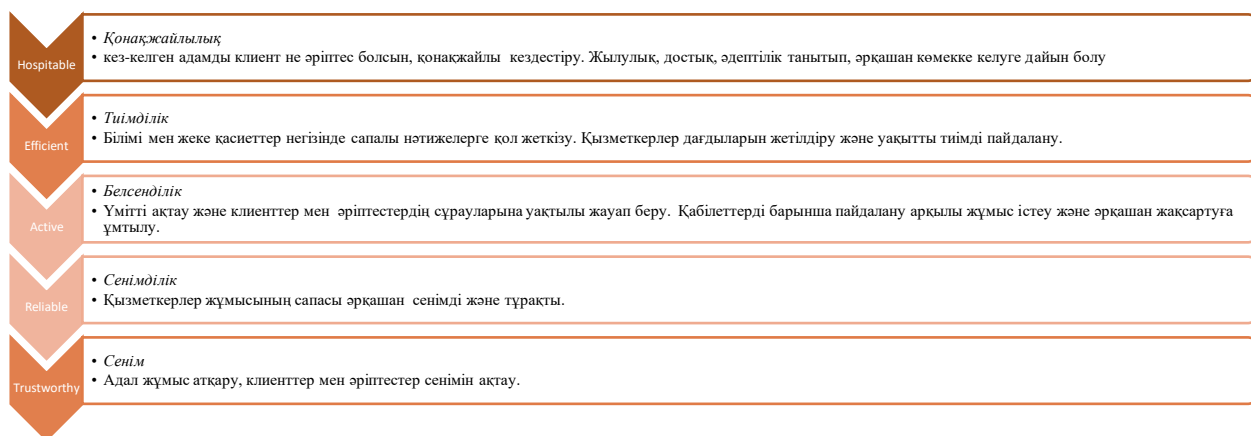 Hospitable
• Қонақжайлылық
• кез-келген адамды клиент не әріптес болсын, қонақжайлы кездестіру. Жылулық, достық, әдептілік танытып, әрқашан көмекке келуге дайын болу
Efficient
• Тиімділік
• Білімі мен жеке қасиеттер негізінде сапалы нәтижелерге қол жеткізу. Қызметкерлер дағдыларын жетілдіру және уақытты тиімді пайдалану.
Active
• Белсенділік
• Үмітті ақтау және клиенттер мен әріптестердің сұрауларына уақтылы жауап беру. Қабілеттерді барынша пайдалану арқылы жұмыс істеу және әрқашан жақсартуға
ұмтылу.
Reliable
• Сенімділік
• Қызметкерлер жұмысының сапасы әрқашан сенімді және тұрақты.
Trustworthy
• Сенім
• Адал жұмыс атқару, клиенттер мен әріптестер сенімін ақтау.